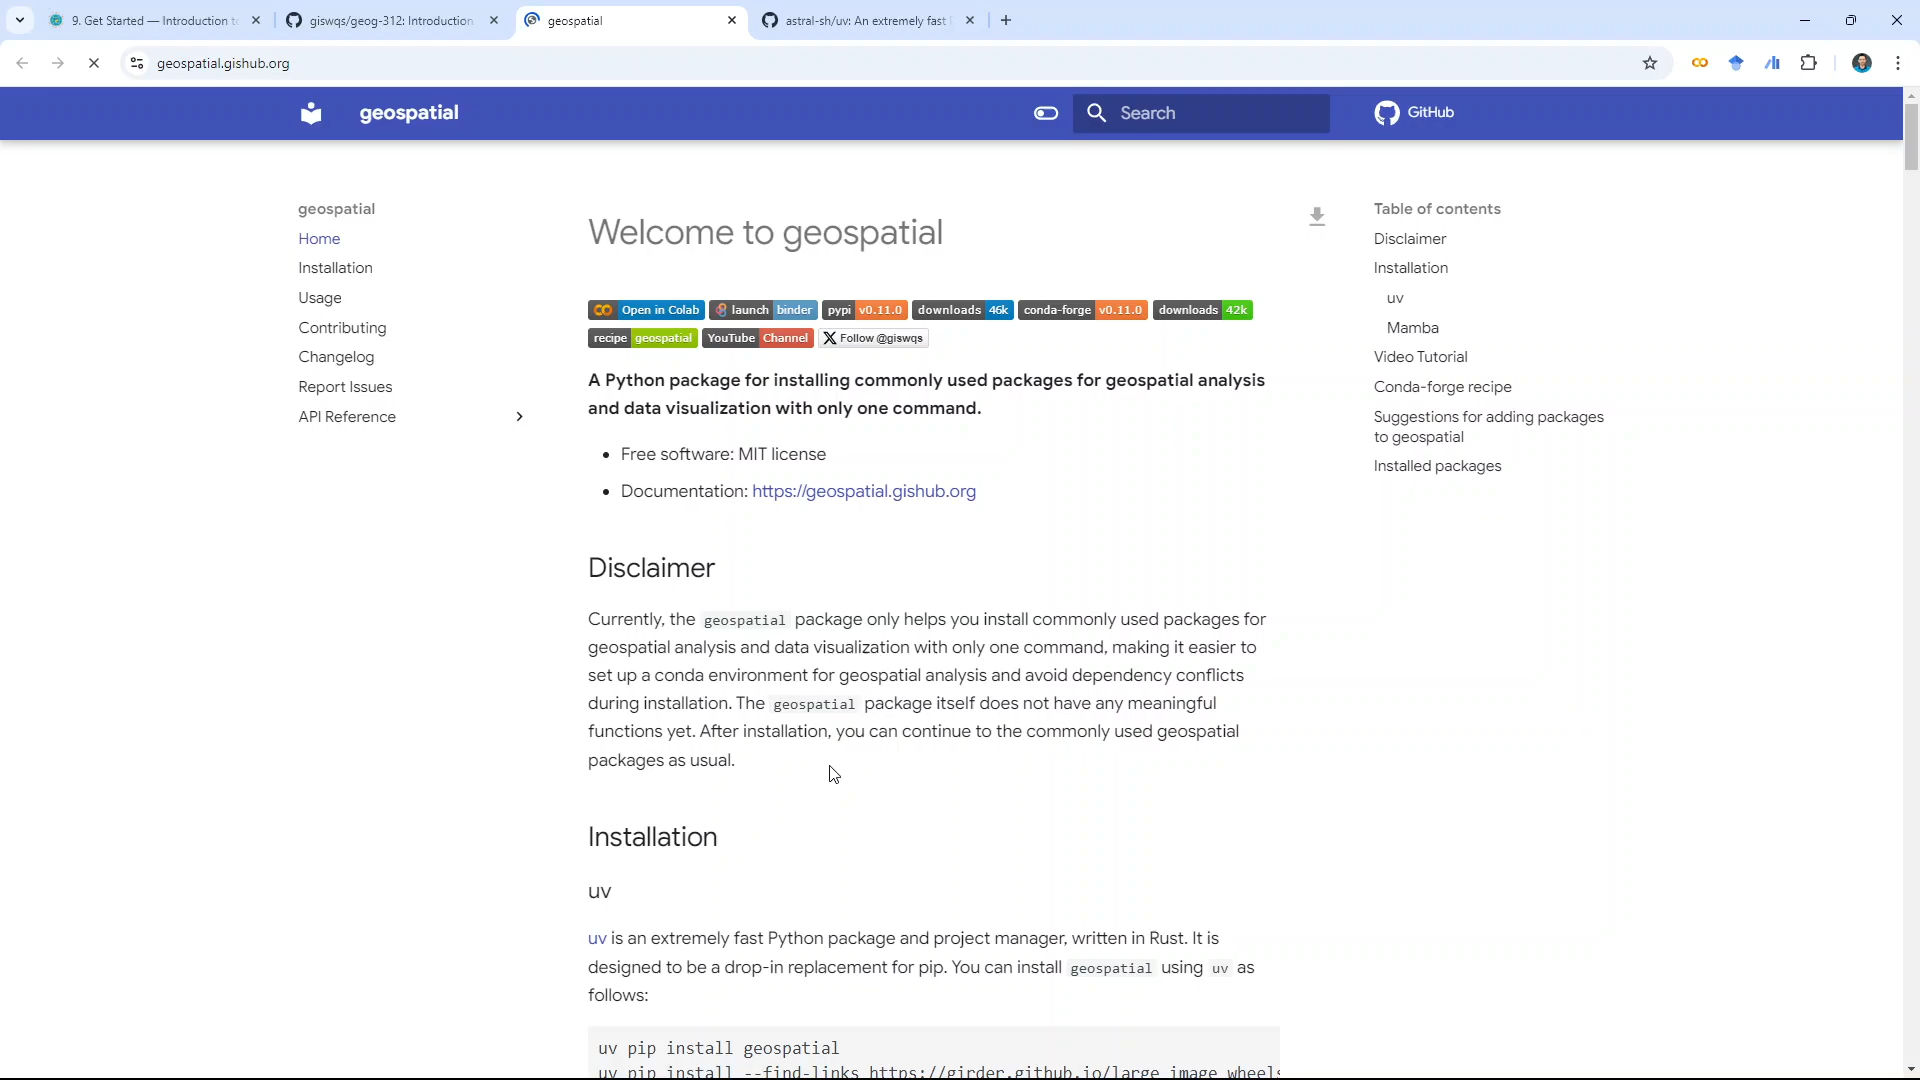 9. Get Started — Introduction t
giswqs/geog-312: Introduction
geospatial
astral-sh/uv: An extremely fast
geospatial.gishub.org
geospatial
Search
GitHub
geospatial
Home
Installation
Usage
Contributing
Changelog
Report Issues
API Reference
Welcome to geospatial
Open in Colab launch binder pypi v0.11.0 downloads 46k conda-forge v0.11.0 downloads 42k
recipe geospatial YouTube Channel Follow @giswqs
A Python package for installing commonly used packages for geospatial analysis
and data visualization with only one command.
Free software: MIT license
Documentation: https://geospatial.gishub.org
Disclaimer
Currently, the geospatial package only helps you install commonly used packages for
geospatial analysis and data visualization with only one command, making it easier to
set up a conda environment for geospatial analysis and avoid dependency conflicts
during installation. The geospatial package itself does not have any meaningful
functions yet. After installation, you can continue to the commonly used geospatial
packages as usual.
Installation
uv
uv is an extremely fast Python package and project manager, written in Rust. It is
designed to be a drop-in replacement for pip. You can install geospatial using uv as
follows:
uv pip install geospatial
uv pip install --find-links https://girder.github.io/large_image_wheels
Table of contents
Disclaimer
Installation
uv
Mamba
Video Tutorial
Conda-forge recipe
Suggestions for adding packages
to geospatial
Installed packages